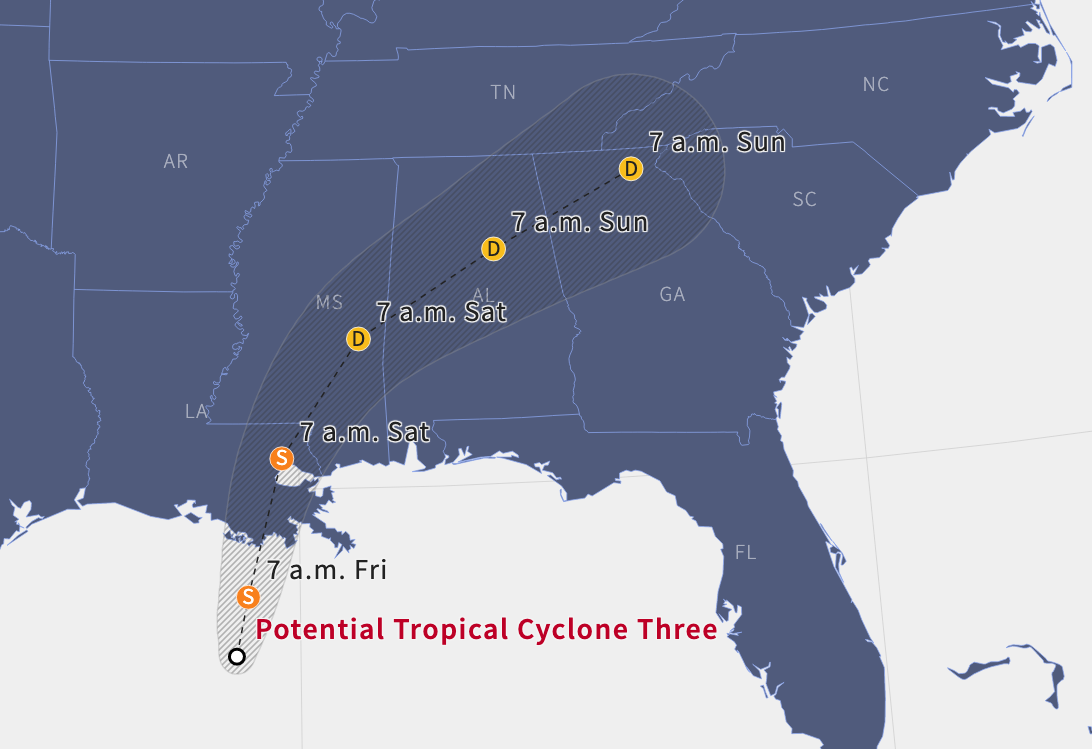 TN
NC
7 a.m. Sun
D
AR
SC
7 a.m. Sun
D
MS
AL
GA
7 a.m. Sat
D
LA
7 a.m. Sat
S
FL
7 a.m. Fri
S
Potential Tropical Cyclone Three